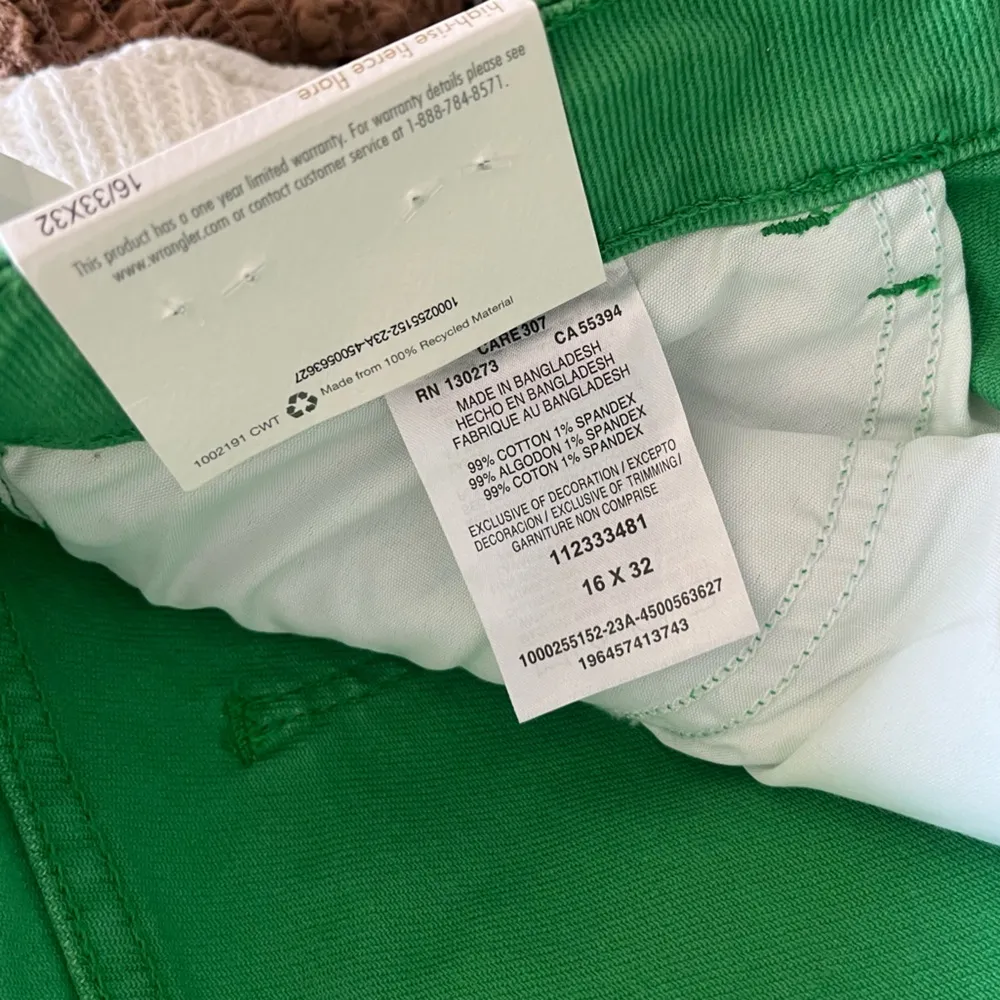 high-rise fierce flare
16/33X32
This product has a one year limited warranty. For warranty details please see
www.wrangler.com or contact customer service at 1-888-784-8571.
1000255152-23A-4500563627
Made from 100% Recycled Material
1002191 CWT
CARE 307
RN 130273 CA 55394
MADE IN BANGLADESH
HECHO EN BANGLADESH
FABRIQUE AU BANGLADESH
99% COTTON 1% SPANDEX
99% ALGODON 1% SPANDEX
99% COTON 1% SPANDEX
EXCLUSIVE OF DECORATION / EXCEPTO
DECORACION / EXCLUSIVE OF TRIMMING /
GARNITURE NON COMPRISE
112333481
16 X 32
1000255152-23A-4500563627
196457413743